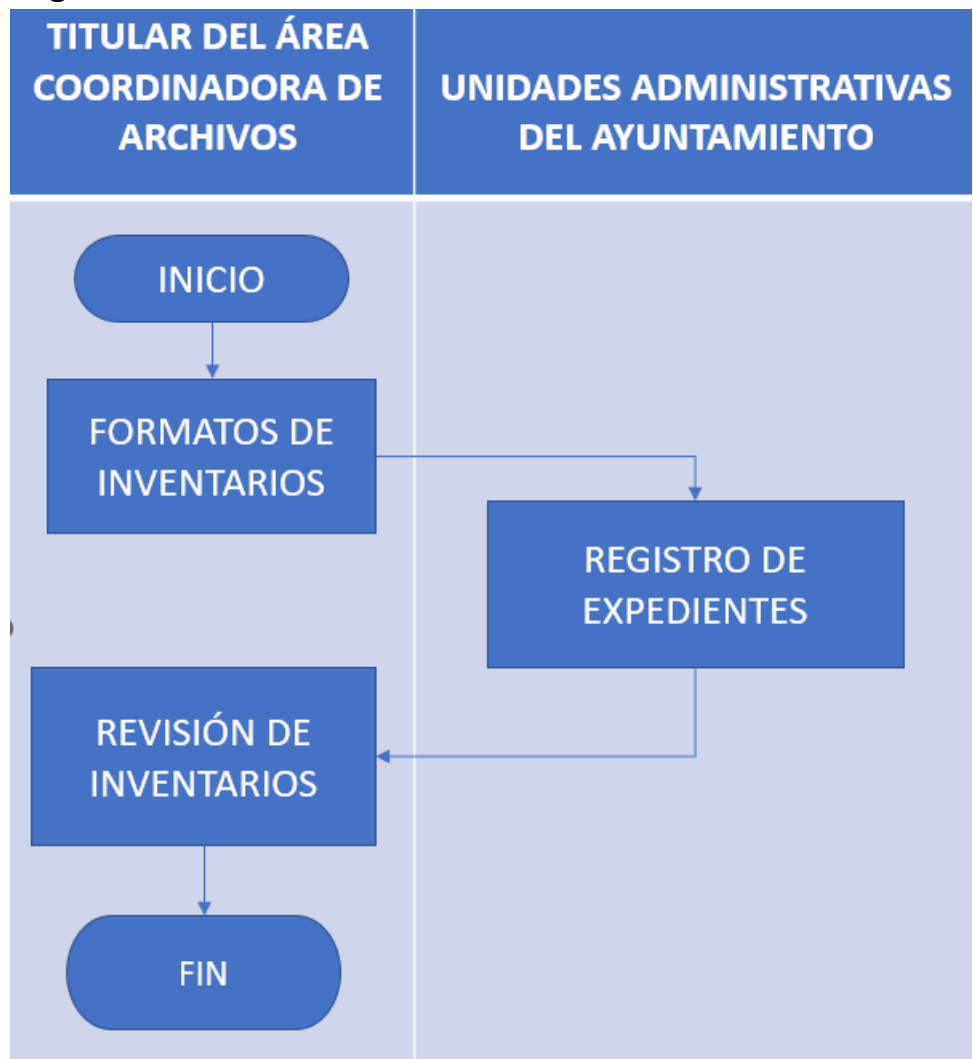 TITULAR DEL ÁREA
COORDINADORA DE
ARCHIVOS
UNIDADES ADMINISTRATIVAS
DEL AYUNTAMIENTO
INICIO
FORMATOS DE
INVENTARIOS
REGISTRO DE
EXPEDIENTES
REVISIÓN DE
INVENTARIOS
FIN